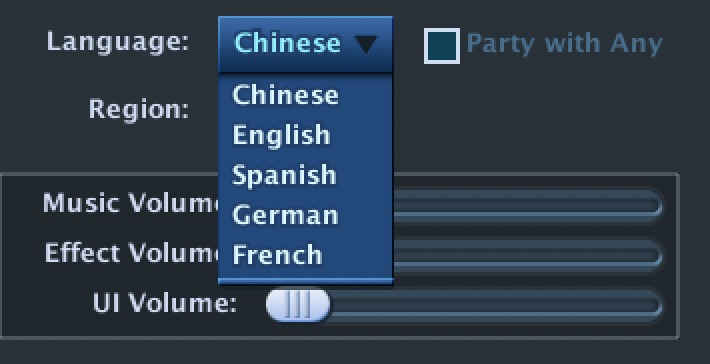 Language: Chinese Party with Any
Chinese
Region:
English
Spanish
Music Volume
German
Effect Volume
French
UI Volume: